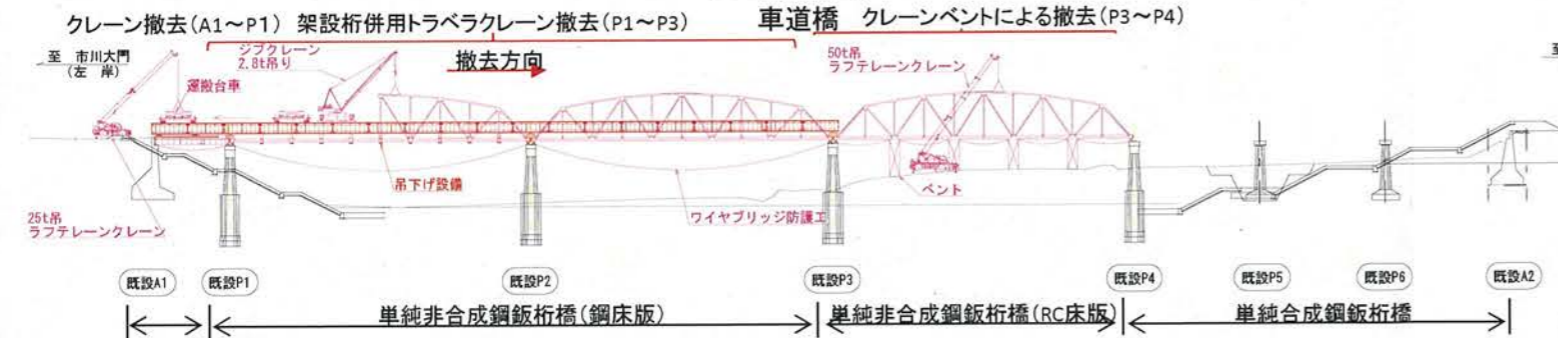 クレーン撤去(A1～P1) 架設桁併用トラベラクレーン撤去(P1～P3) 車道橋 クレーンベントによる撤去(P3～P4)
至 市川大門
(左 岸)
ジブクレーン
2.8t吊り
撤去方向
50t吊
ラフテレーンクレーン
至
運搬台車
吊下げ設備
ベント
25t吊
ラフテレーンクレーン
ワイヤブリッジ防護工
既設A1 既設P1 既設P2 既設P3 既設P4 既設P5 既設P6 既設A2
単純非合成鋼鈑桁橋(鋼床版) 単純非合成鋼鈑桁橋(RC床版) 単純合成鋼鈑桁橋